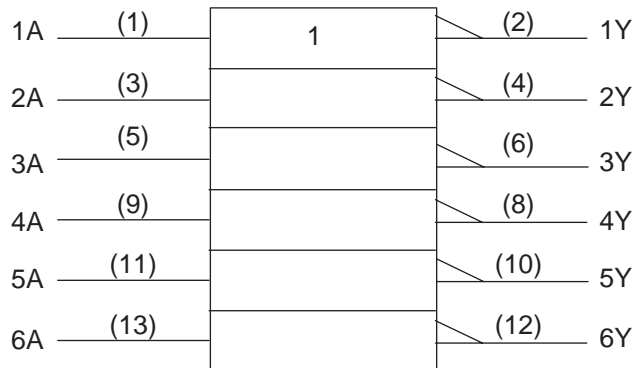 1A (1) 1 (2) 1Y
2A (3) (4) 2Y
3A (5) (6) 3Y
4A (9) (8) 4Y
5A (11) (10) 5Y
6A (13) (12) 6Y